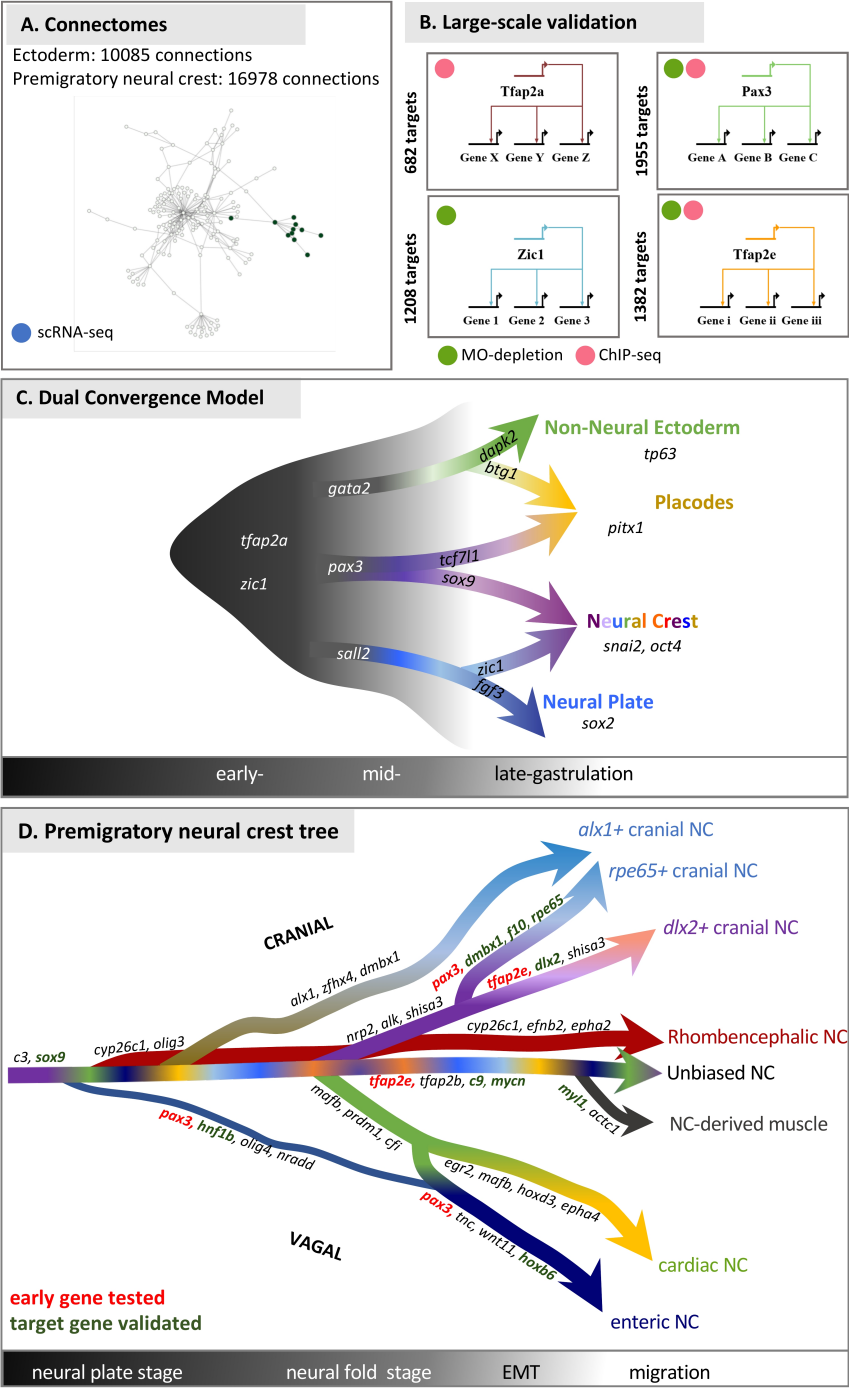 A. Connectomes
Ectoderm: 10085 connections
Premigratory neural crest: 16978 connections
scRNA-seq
B. Large-scale validation
682 targets
Tfap2a
Gene X Gene Y Gene Z
1955 targets
Pax3
Gene A Gene B Gene C
1208 targets
Zic1
Gene 1 Gene 2 Gene 3
1382 targets
Tfap2e
Gene i Gene ii Gene iii
MO-depletion ChIP-seq
C. Dual Convergence Model
tfap2a
zic1
gata2
pax3
sall2
dapk2
btg1
tcf7l1
sox9
zic1
fgf3
Non-Neural Ectoderm
tp63
Placodes
pitx1
Neural Crest
snai2, oct4
Neural Plate
sox2
early- mid- late-gastrulation
D. Premigratory neural crest tree
CRANIAL
alx1+ cranial NC
rpe65+ cranial NC
dlx2+ cranial NC
alx1, zfhx4, dmbx1
pax3, dmbx1, f10, rpe65
tfap2e, dlx2, shisa3
nrp2, alk, shisa3
cyp26c1, efnb2, epha2
Rhombencephalic NC
c3, sox9
cyp26c1, olig3
Unbiased NC
tfap2e, tfap2b, c9, mycn
myl1, actc1
NC-derived muscle
pax3, hnf1b, olig4, nradd
mafb, prdm1, cfi
egr2, mafb, hoxd3, epha4
pax3, tnc, wnt11, hoxb6
VAGAL
cardiac NC
enteric NC
early gene tested
target gene validated
neural plate stage neural fold stage EMT migration